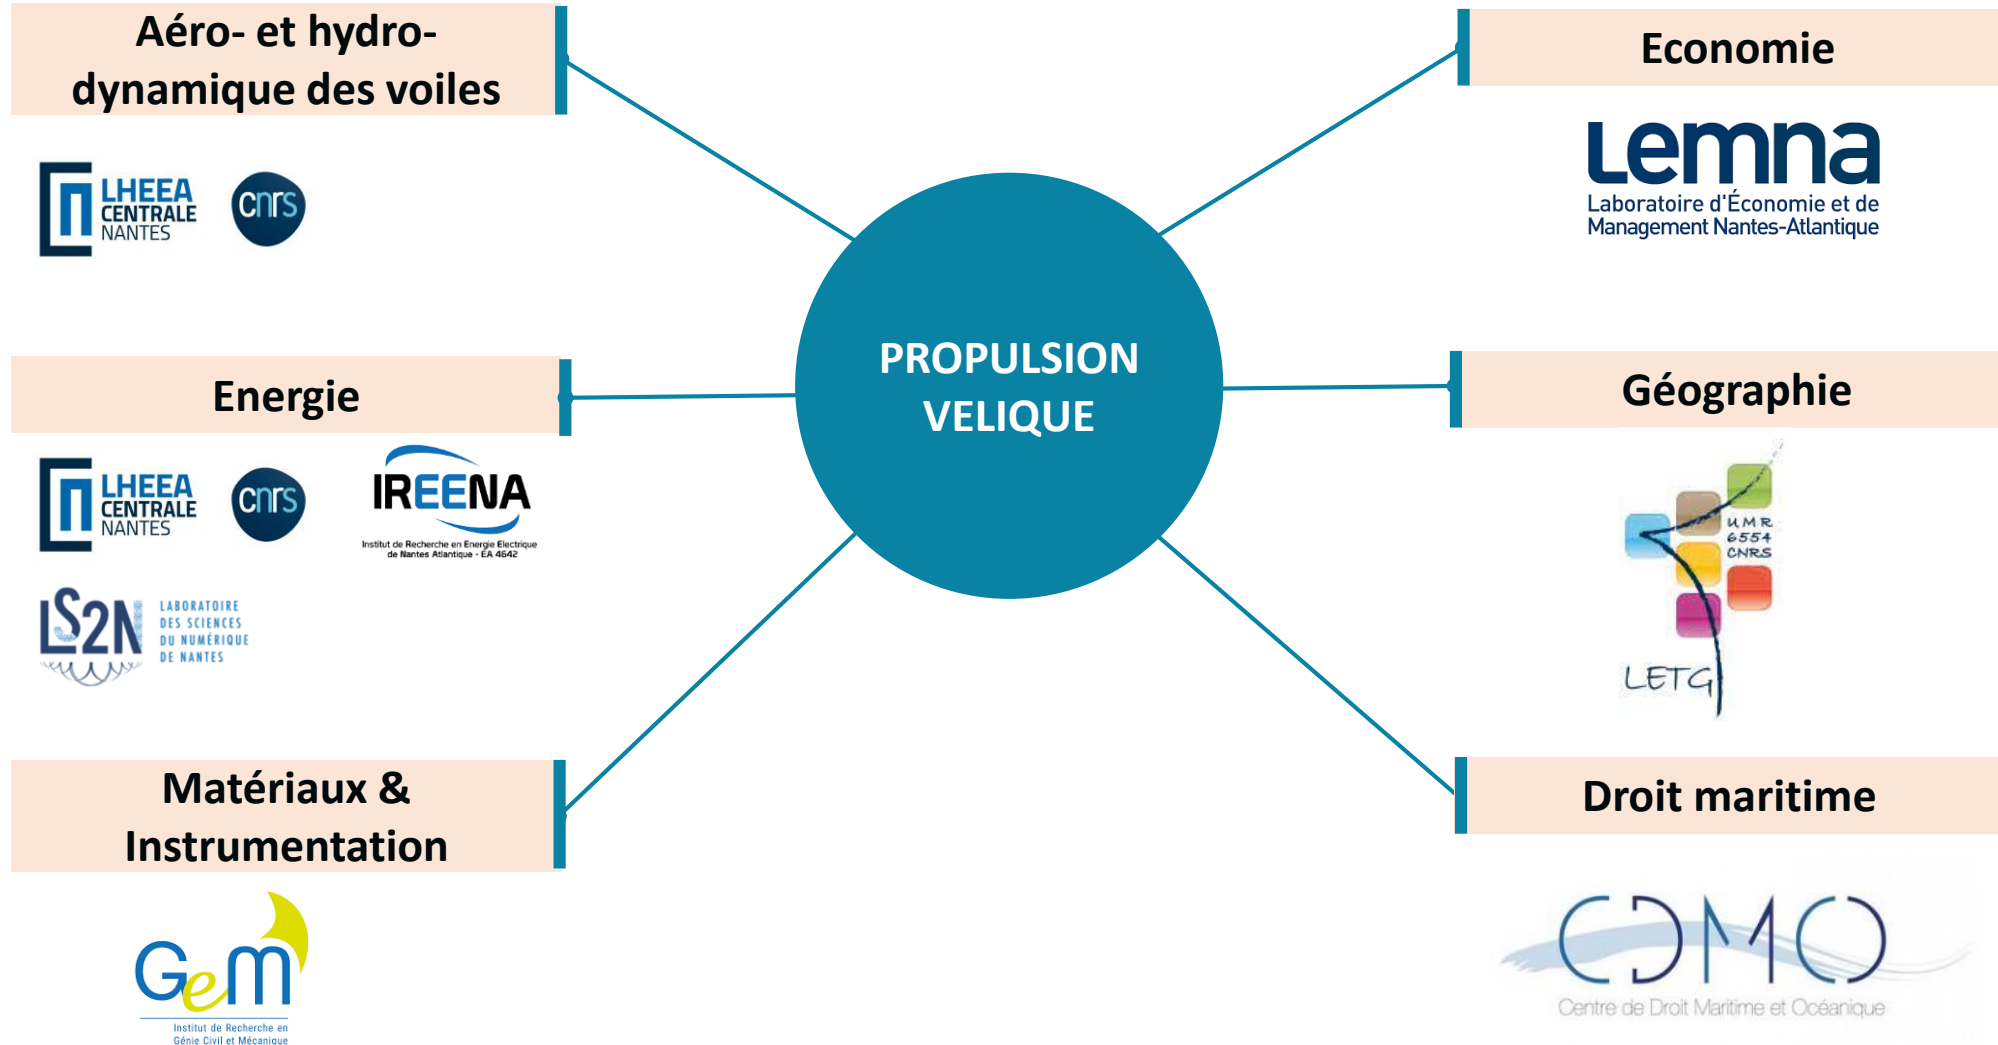 Aéro- et hydro-
dynamique des voiles
LHEEA
CENTRALE
NANTES
cnrs
Energie
LHEEA
CENTRALE
NANTES
cnrs
IREENA
Institut de Recherche en Energie Electrique
de Nantes Atlantique - EA 4642
LS2N
LABORATOIRE
DES SCIENCES
DU NUMÉRIQUE
DE NANTES
Matériaux &
Instrumentation
GeM
Institut de Recherche en
Génie Civil et Mécanique
PROPULSION
VELIQUE
Economie
Lemna
Laboratoire d'Économie et de
Management Nantes-Atlantique
Géographie
UMR
6554
CNRS
LETG
Droit maritime
CDMO
Centre de Droit Maritime et Océanique